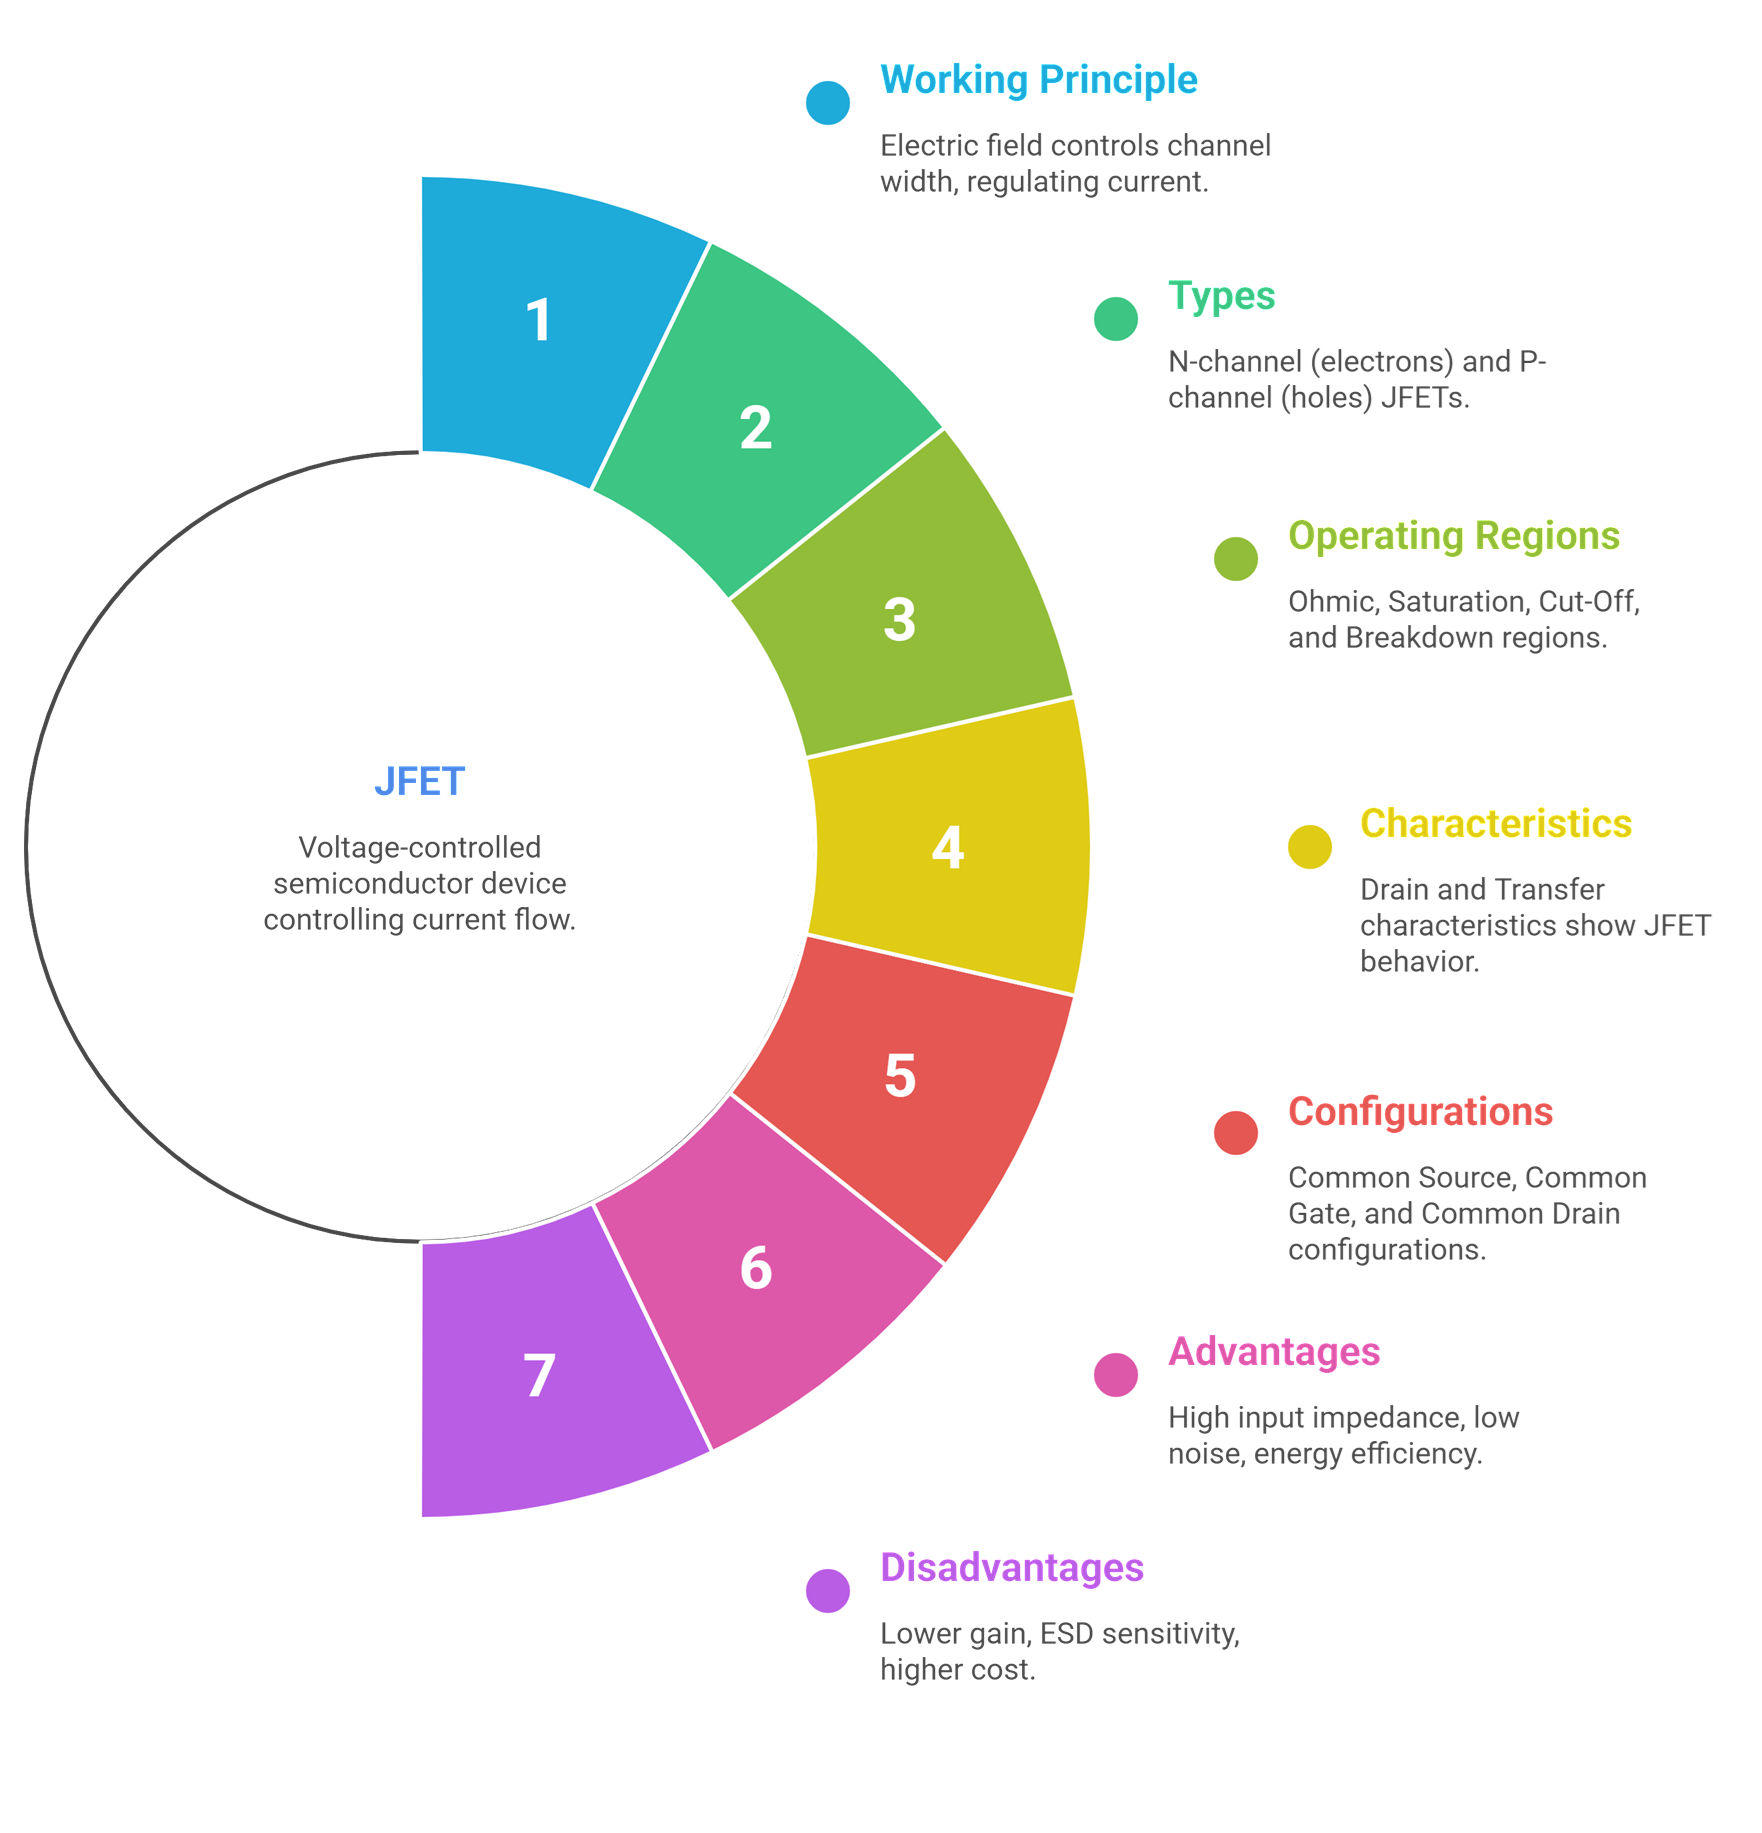 Working Principle
Electric field controls channel
width, regulating current.
1
Types
N-channel (electrons) and P-
channel (holes) JFETs.
2
Operating Regions
Ohmic, Saturation, Cut-Off,
and Breakdown regions.
3
JFET
Voltage-controlled
semiconductor device
controlling current flow.
4
Characteristics
Drain and Transfer
characteristics show JFET
behavior.
5
Configurations
Common Source, Common
Gate, and Common Drain
configurations.
6
Advantages
High input impedance, low
noise, energy efficiency.
7
Disadvantages
Lower gain, ESD sensitivity,
higher cost.